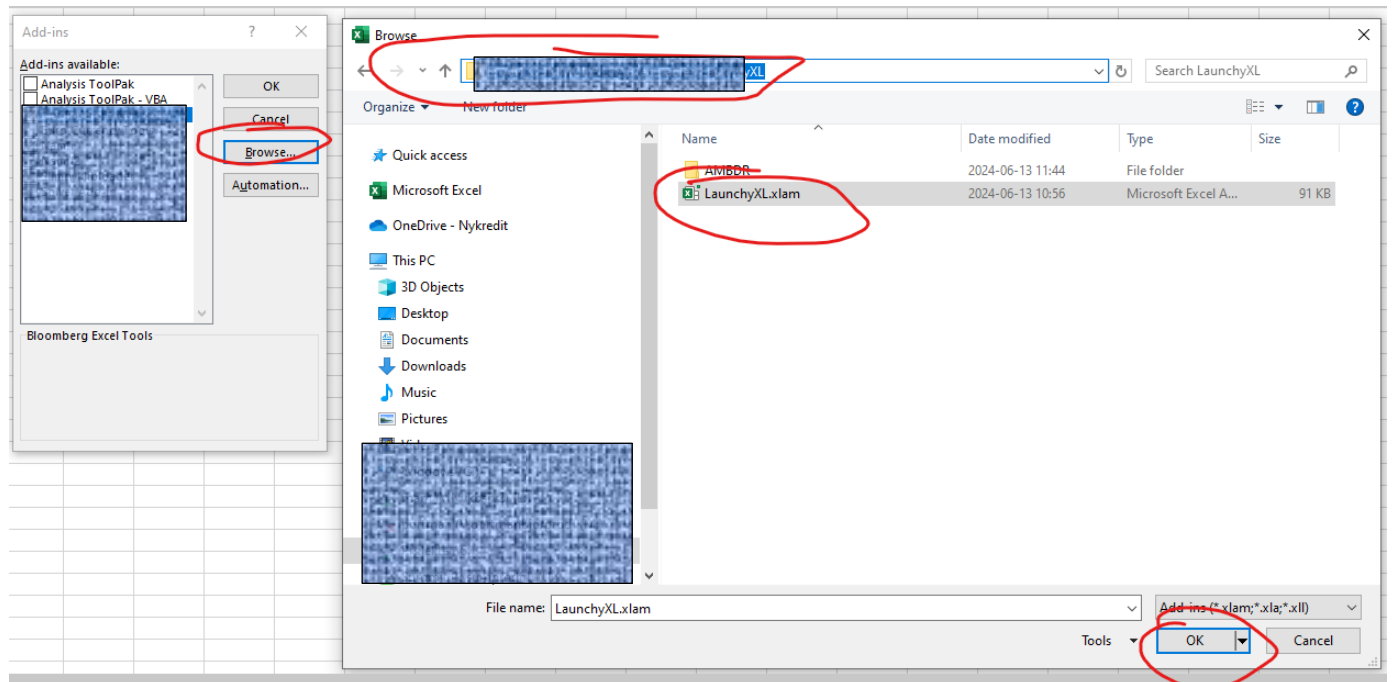 Add-ins
?
Add-ins available:
Analysis ToolPak
Analysis ToolPak - VBA
OK
Cancel
Browse...
Automation...
Bloomberg Excel Tools
Browse
yXL
Search LaunchyXL
Organize
New folder
?
Quick access
Microsoft Excel
OneDrive - Nykredit
This PC
3D Objects
Desktop
Documents
Downloads
Music
Pictures
Name Date modified Type Size
AMBDR 2024-06-13 11:44 File folder
LaunchyXL.xlam 2024-06-13 10:56 Microsoft Excel A... 91 KB
File name: LaunchyXL.xlam
Add-ins (*.xlam;*.xla;*.xll)
Tools
OK
Cancel